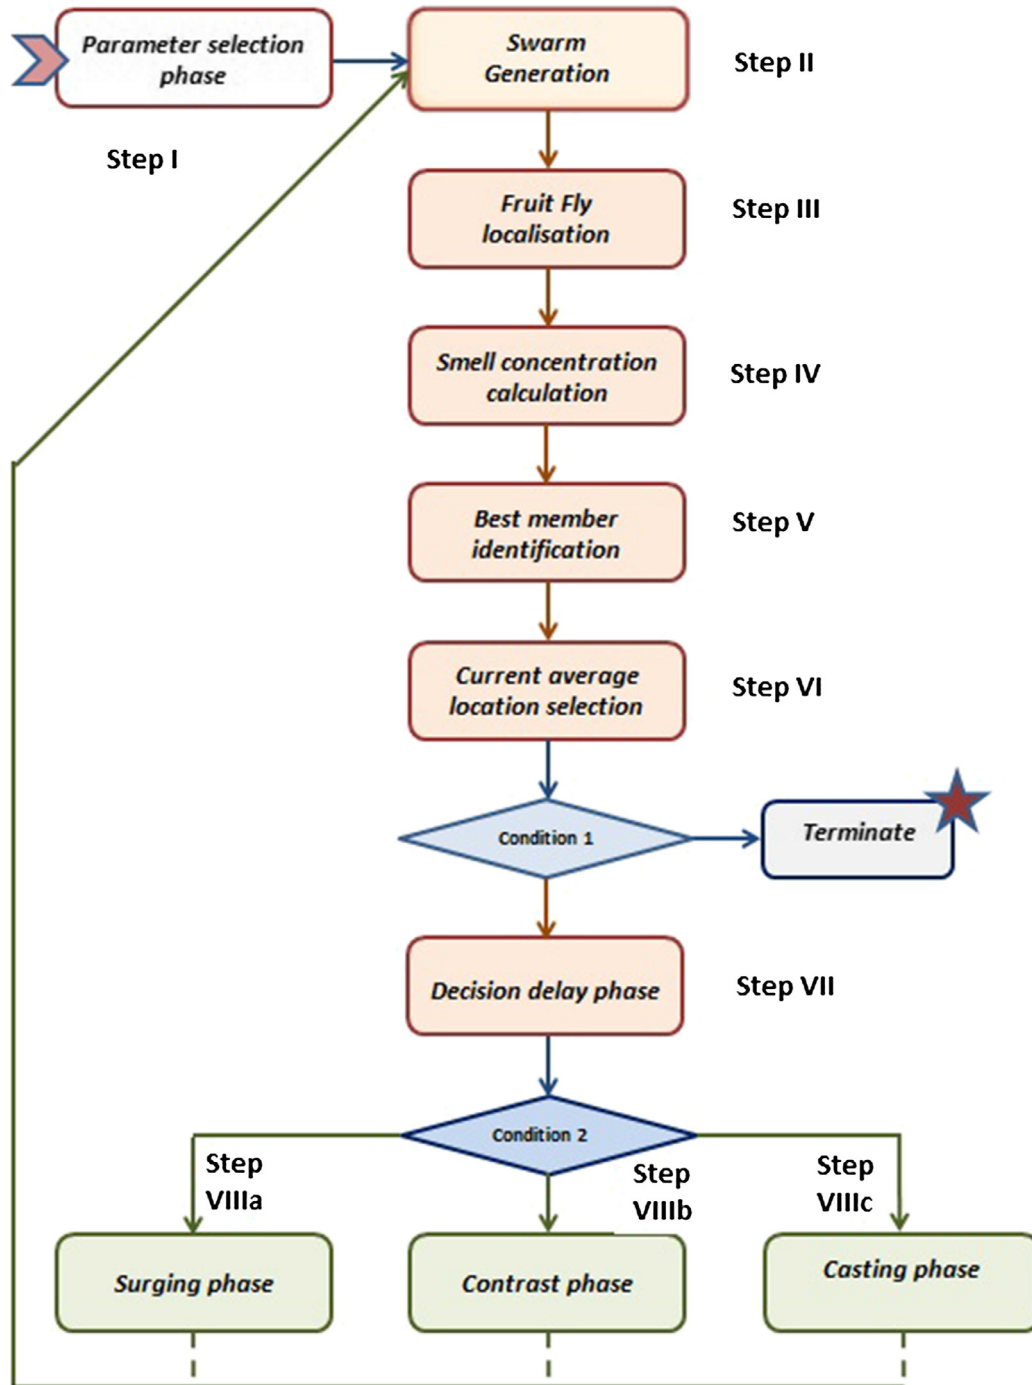 Parameter selection
phase
Step I
Swarm
Generation
Step II
Fruit Fly
localisation
Step III
Smell concentration
calculation
Step IV
Best member
identification
Step V
Current average
location selection
Step VI
Condition 1
Terminate
Decision delay phase
Step VII
Condition 2
Step
VIIIa
Step
VIIIb
Step
VIIIc
Surging phase
Contrast phase
Casting phase